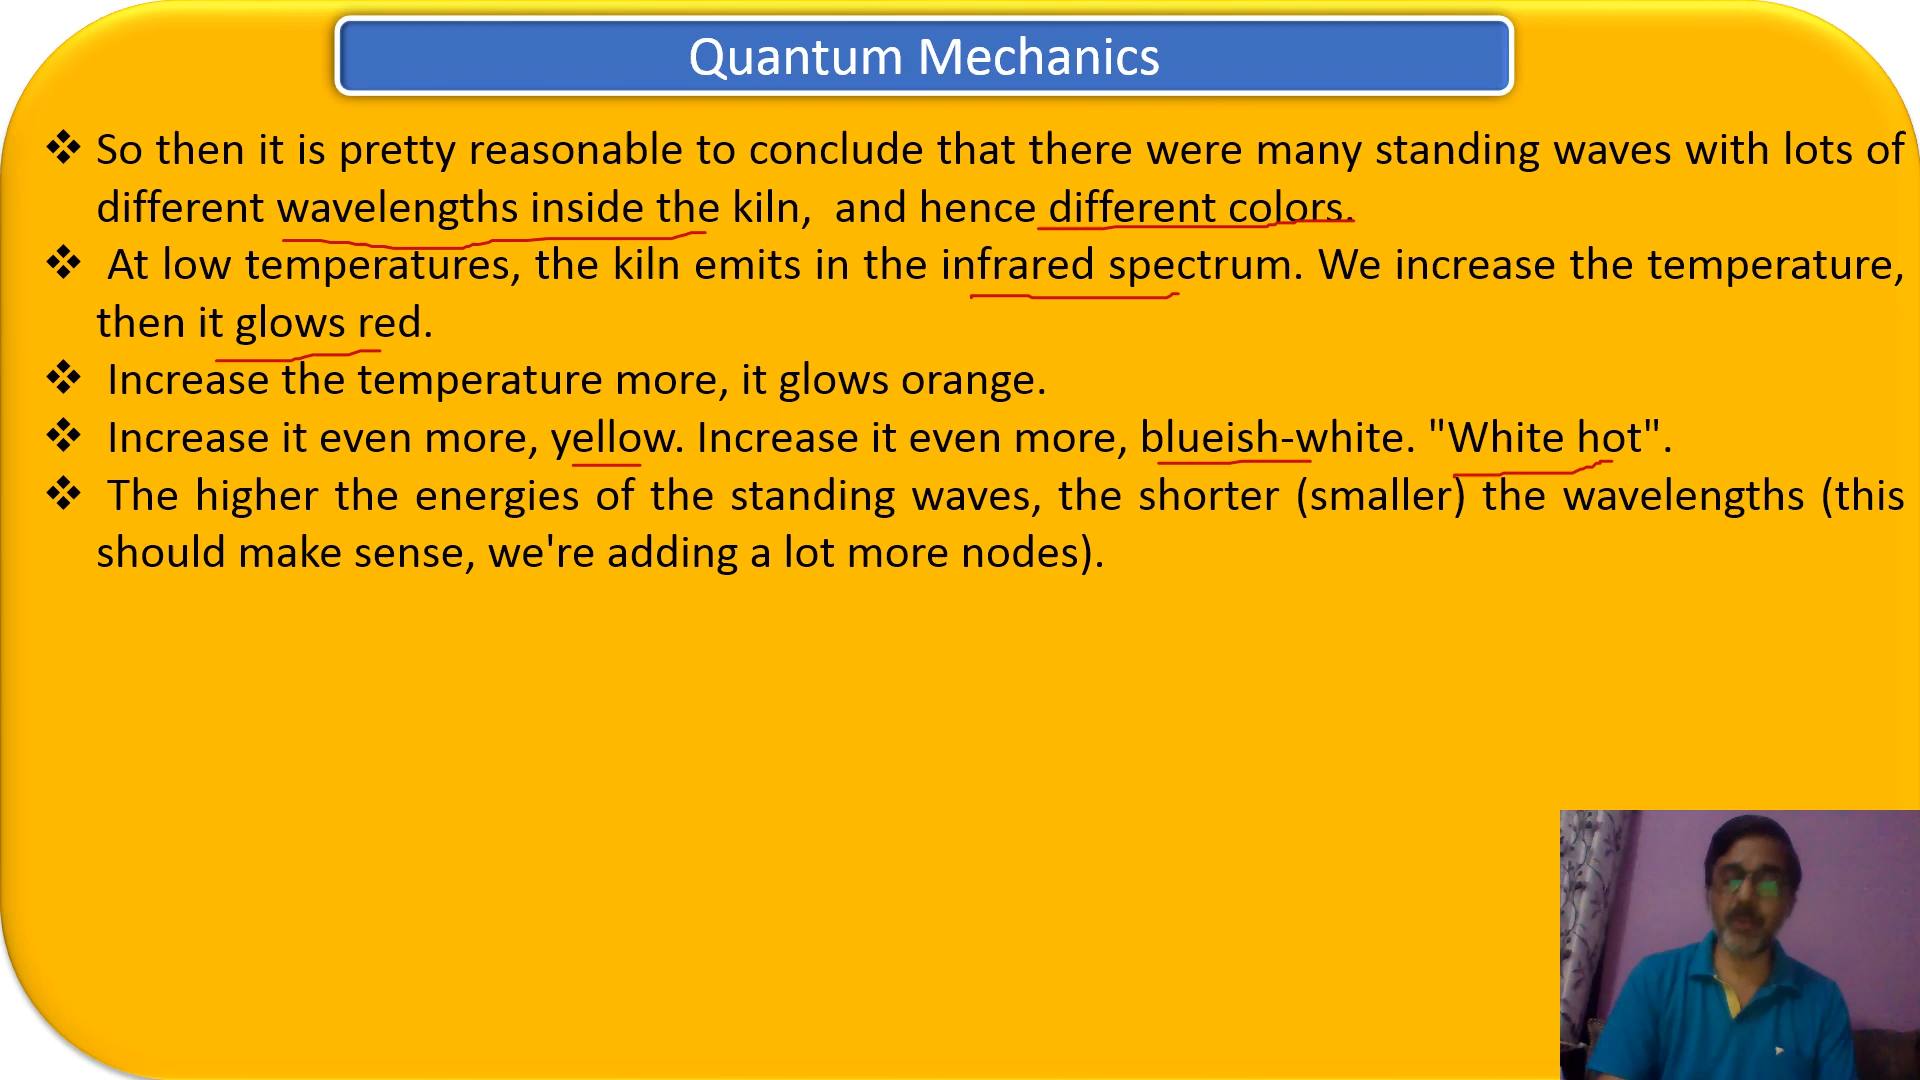 Quantum Mechanics
❖ So then it is pretty reasonable to conclude that there were many standing waves with lots of
different wavelengths inside the kiln, and hence different colors.
❖ At low temperatures, the kiln emits in the infrared spectrum. We increase the temperature,
then it glows red.
❖ Increase the temperature more, it glows orange.
❖ Increase it even more, yellow. Increase it even more, blueish-white. "White hot".
❖ The higher the energies of the standing waves, the shorter (smaller) the wavelengths (this
should make sense, we're adding a lot more nodes).